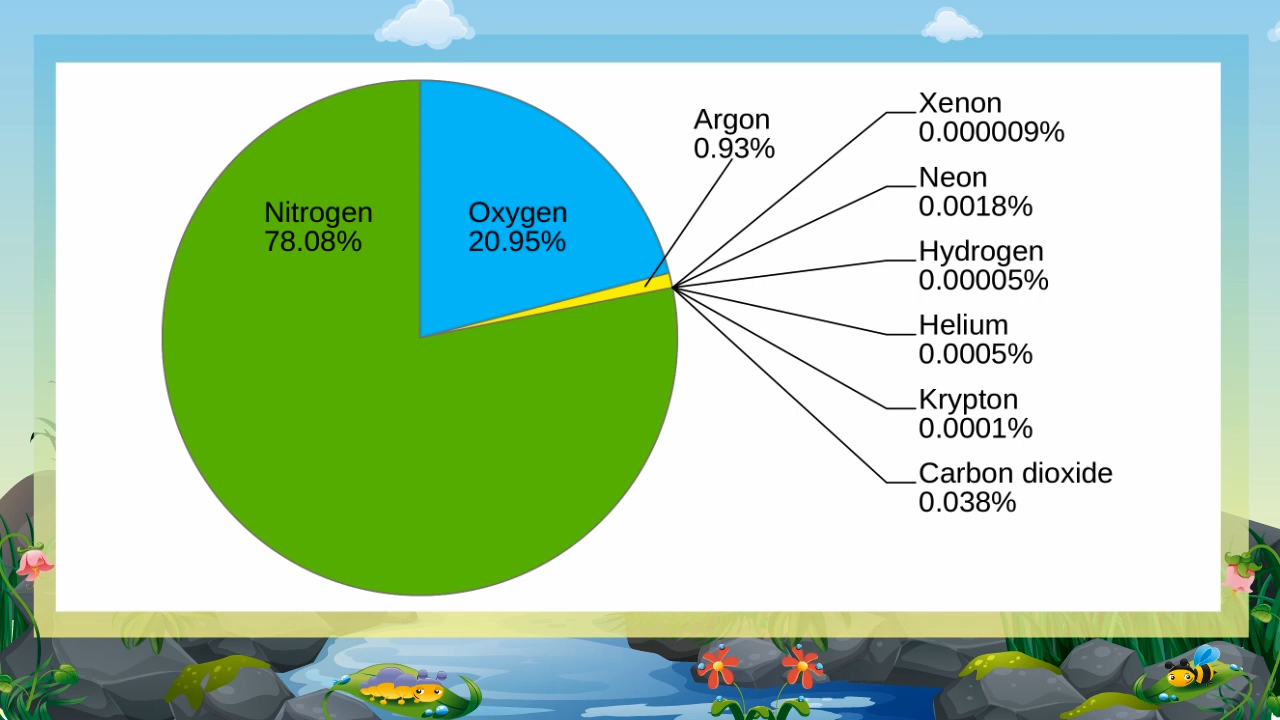 Nitrogen
78.08%
Oxygen
20.95%
Argon
0.93%
Xenon
0.000009%
Neon
0.0018%
Hydrogen
0.00005%
Helium
0.0005%
Krypton
0.0001%
Carbon dioxide
0.038%